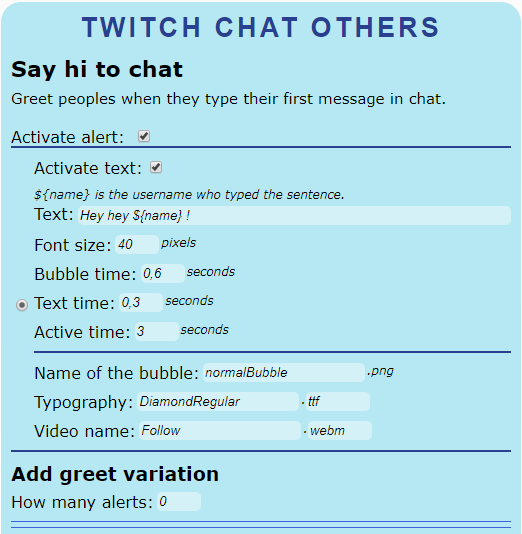 TWITCH CHAT OTHERS
Say hi to chat
Greet peoples when they type their first message in chat.
Activate alert:
Activate text:
${name} is the username who typed the sentence.
Text: Hey hey ${name} !
Font size: 40 pixels
Bubble time: 0,6 seconds
Text time: 0,3 seconds
Active time: 3 seconds
Name of the bubble: normalBubble .png
Typography: DiamondRegular . ttf
Video name: Follow . webm
Add greet variation
How many alerts: 0